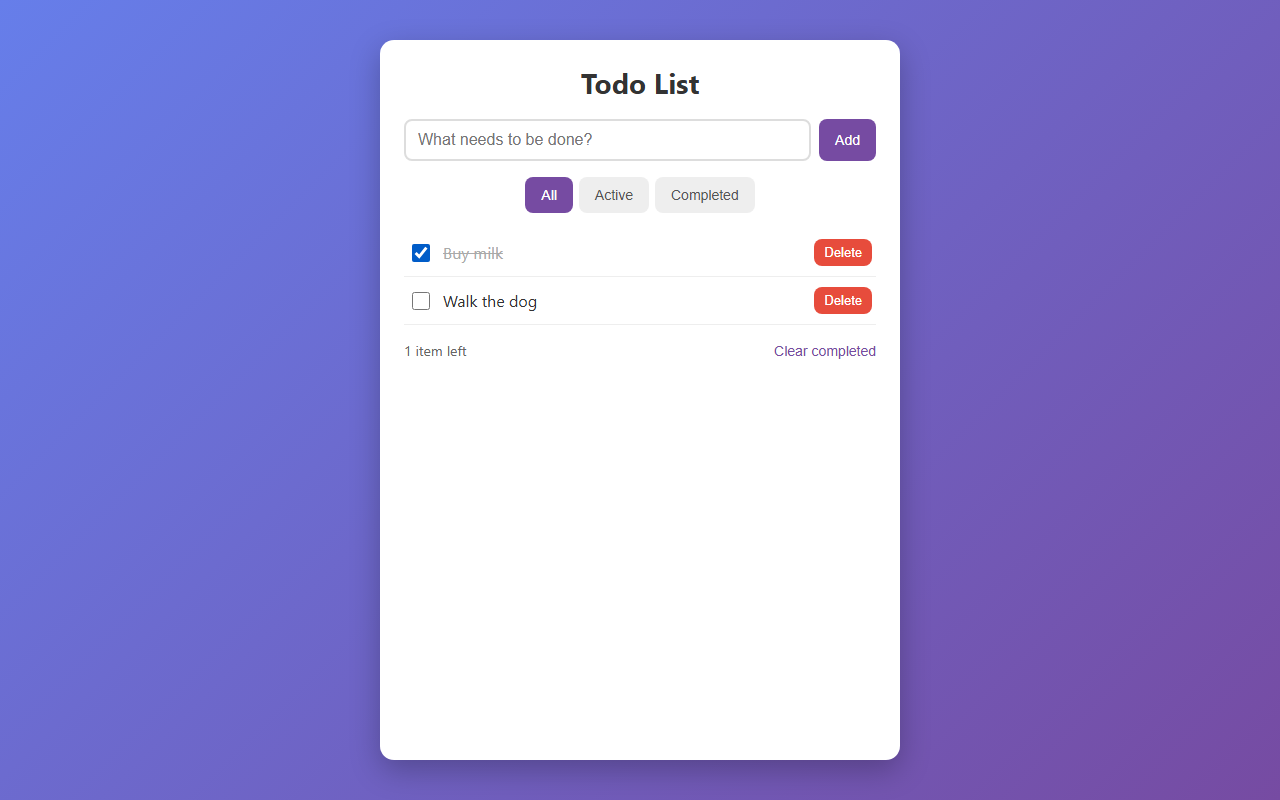 Todo List
What needs to be done? Add
All Active Completed
Buy milk Delete
Walk the dog Delete
1 item left Clear completed